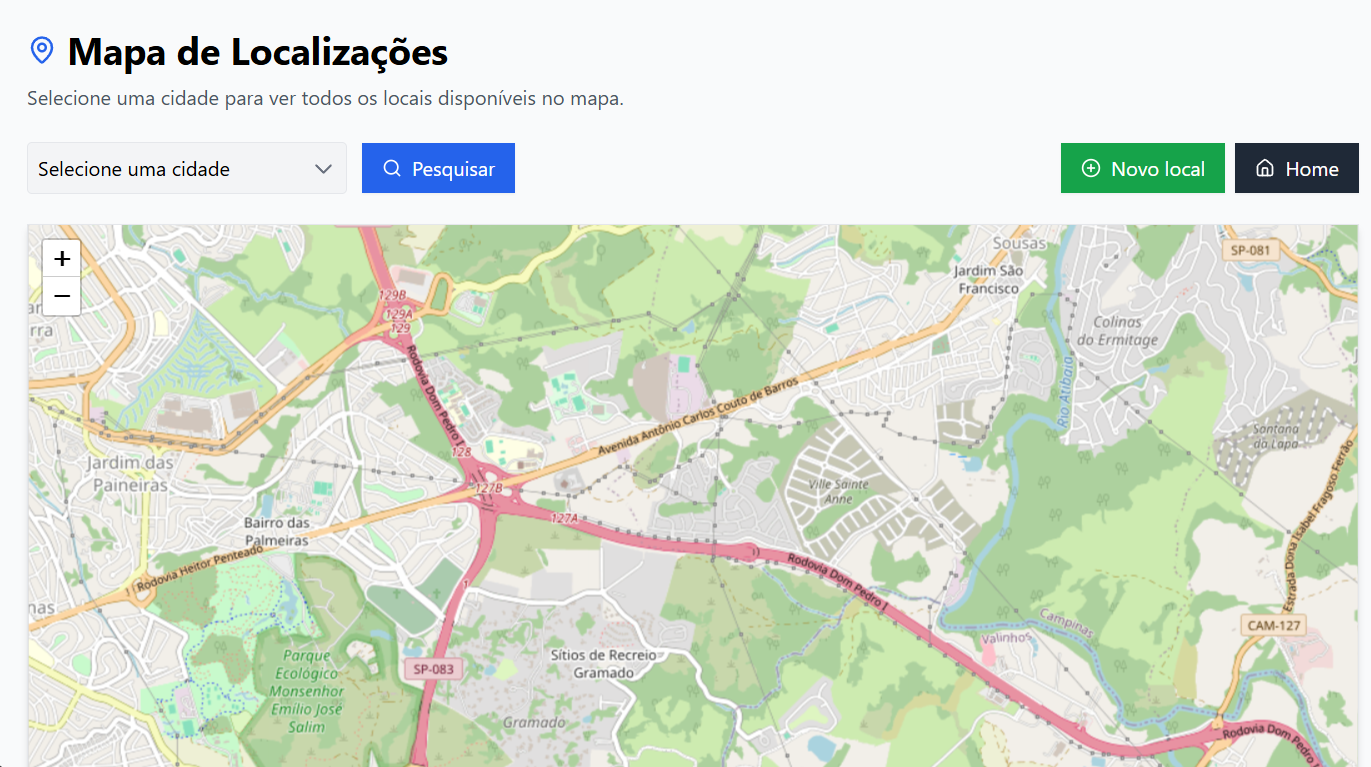 Mapa de Localizações
Selecione uma cidade para ver todos os locais disponíveis no mapa.
Selecione uma cidade
Pesquisar
Novo local
Home
+
−
Sousas
SP-081
Jardim São
Francisco
129B
129A
129
Colinas
do Ermitage
Rodovia Dom Pedro I
Rio Atibaia
Avenida Antônio Carlos Couto de Barros
Santana
da Lapa
128
Jardim das
Paineiras
127B
Ville Sainte
Anne
127A
Bairro das
Palmeiras
Estrada Dona Isabel Fragoso Ferrão
Rodovia Heitor Penteado
Rodovia Dom Pedro I
1
Campinas
Valinhos
CAM-127
Parque
Ecológico
Monsenhor
Emílio José
Salim
Sítios de Recreio
Gramado
SP-083
Gramado
Rodovia Dom Pedro I